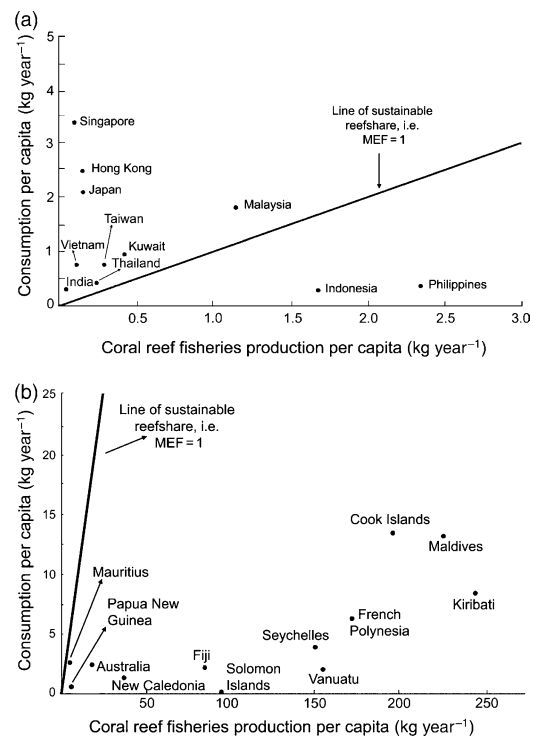 (a)
Consumption per capita (kg year−1)
5
4
3
2
1
0
Singapore
Hong Kong
Japan
Taiwan
Vietnam
Kuwait
Thailand
India
Malaysia
Line of sustainable
reefshare, i.e.
MEF = 1
Indonesia
Philippines
0.5
1.0
1.5
2.0
2.5
3.0
Coral reef fisheries production per capita (kg year−1)
(b)
Consumption per capita (kg year−1)
25
20
15
10
5
0
Line of sustainable
reefshare, i.e.
MEF = 1
Mauritius
Papua New
Guinea
Australia
New Caledonia
Fiji
Solomon
Islands
Seychelles
Vanuatu
French
Polynesia
Cook Islands
Maldives
Kiribati
50
100
150
200
250
Coral reef fisheries production per capita (kg year−1)